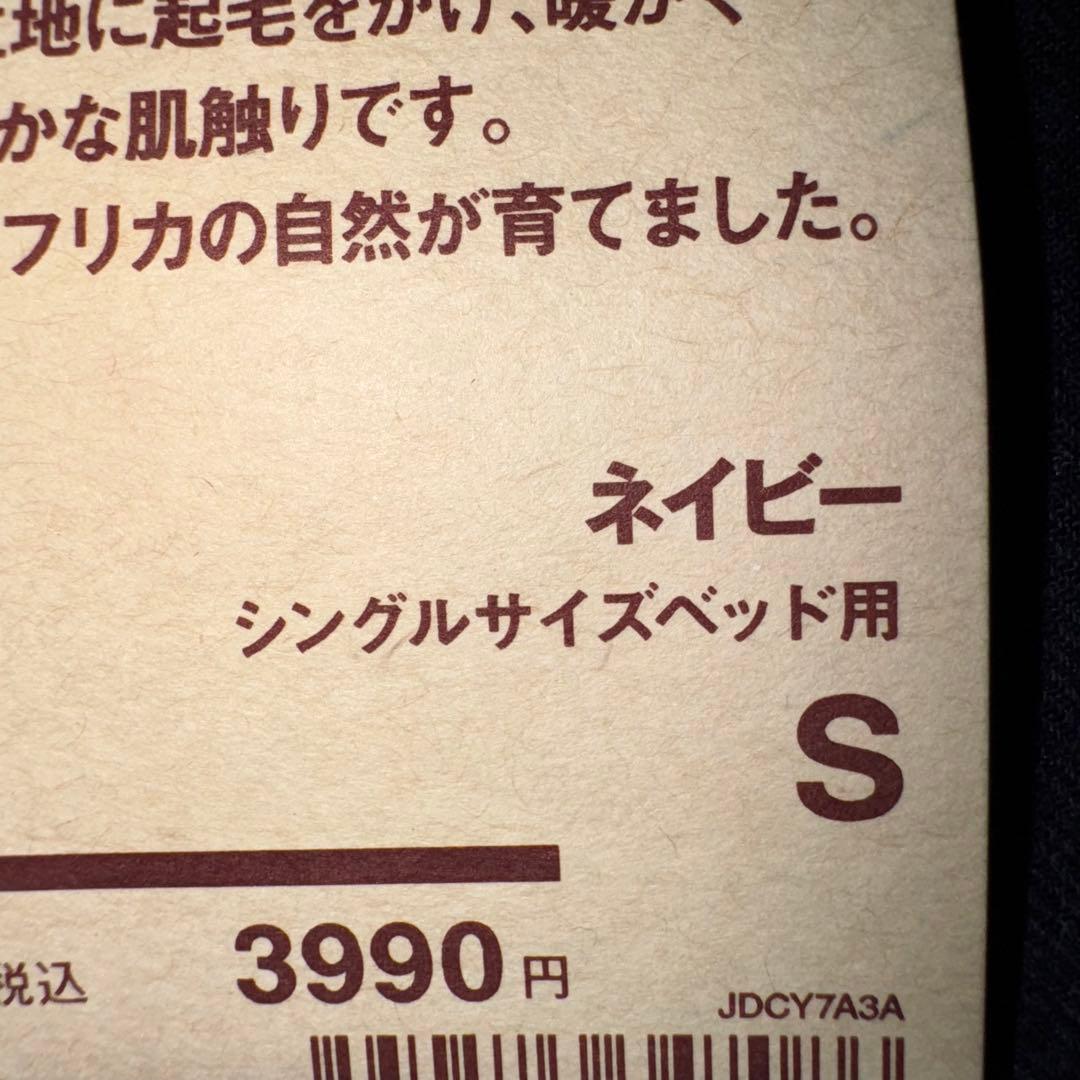 地に起毛をかけ、暖かく
かな肌触りです。
フリカの自然が育てました。
ネイビー
シングルサイズベッド用
S
税込 3990円
JDCY7A3A